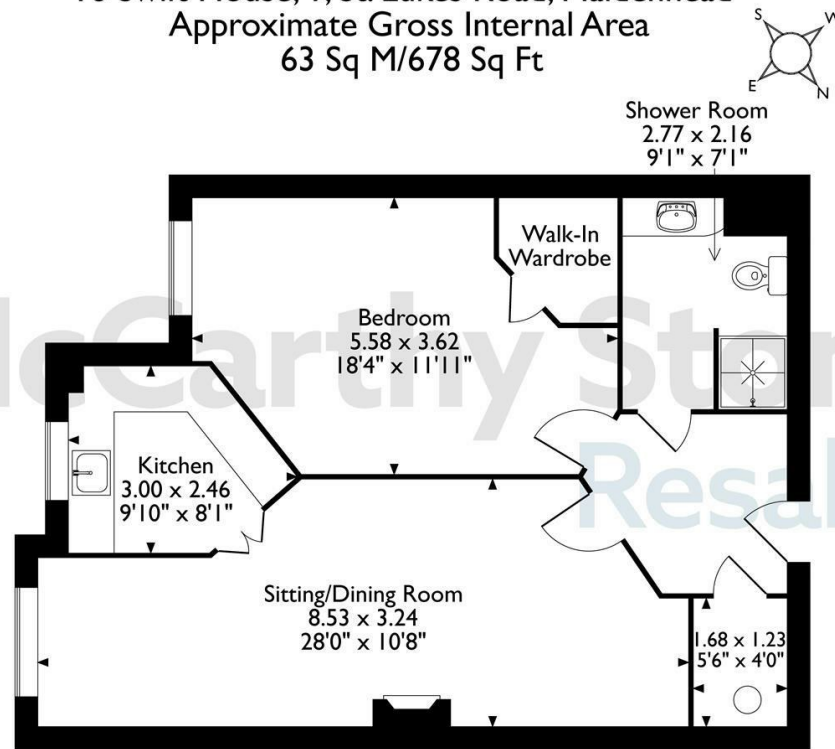 Approximate Gross Internal Area
63 Sq M/678 Sq Ft
S
W
E
N
Shower Room
2.77 x 2.16
9'1" x 7'1"
Walk-In
Wardrobe
Bedroom
5.58 x 3.62
18'4" x 11'11"
Kitchen
3.00 x 2.46
9'10" x 8'1"
Sitting/Dining Room
8.53 x 3.24
28'0" x 10'8"
1.68 x 1.23
5'6" x 4'0"
cCarthy Sto
Resa